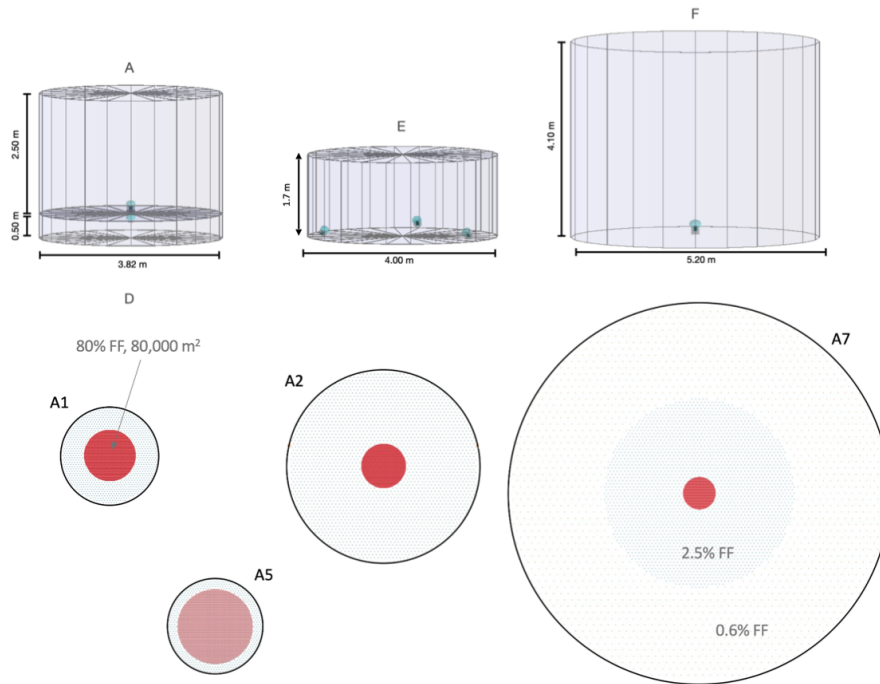 A
E
F
2.50 m
0.50 m
3.82 m
1.7 m
4.00 m
4.10 m
5.20 m
D
80% FF, 80,000 m²
A1
A2
A7
2.5% FF
0.6% FF
A5